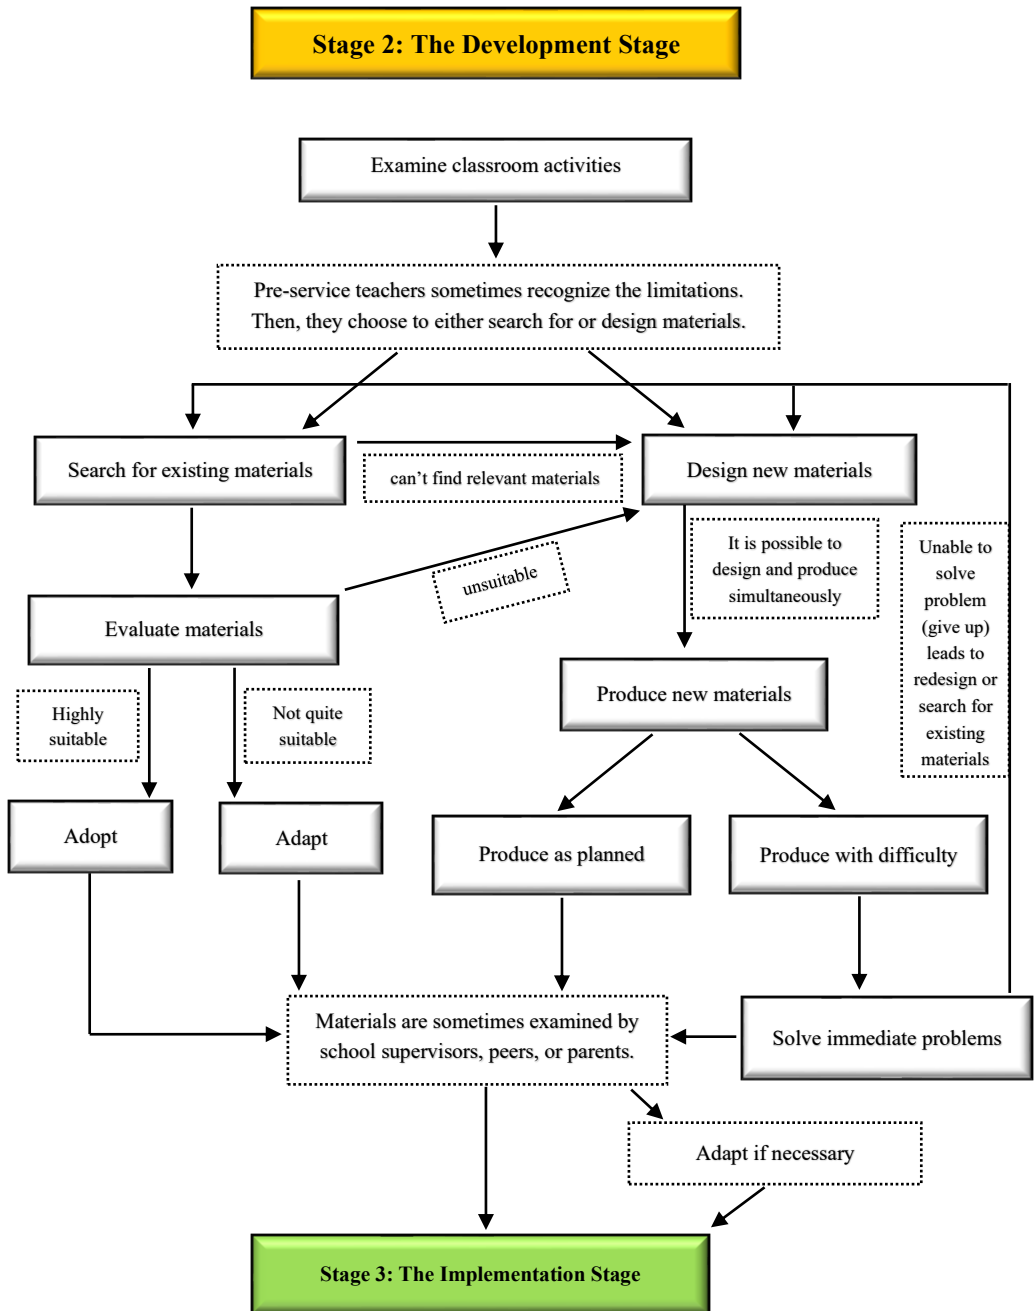 Stage 2: The Development Stage
Examine classroom activities
Pre-service teachers sometimes recognize the limitations.
Then, they choose to either search for or design materials.
Search for existing materials
can't find relevant materials
Design new materials
unsuitable
It is possible to
design and produce
simultaneously
Unable to
solve
problem
(give up)
leads to
redesign or
search for
existing
materials
Evaluate materials
Highly
suitable
Not quite
suitable
Produce new materials
Adopt
Adapt
Produce as planned
Produce with difficulty
Materials are sometimes examined by
school supervisors, peers, or parents.
Solve immediate problems
Adapt if necessary
Stage 3: The Implementation Stage